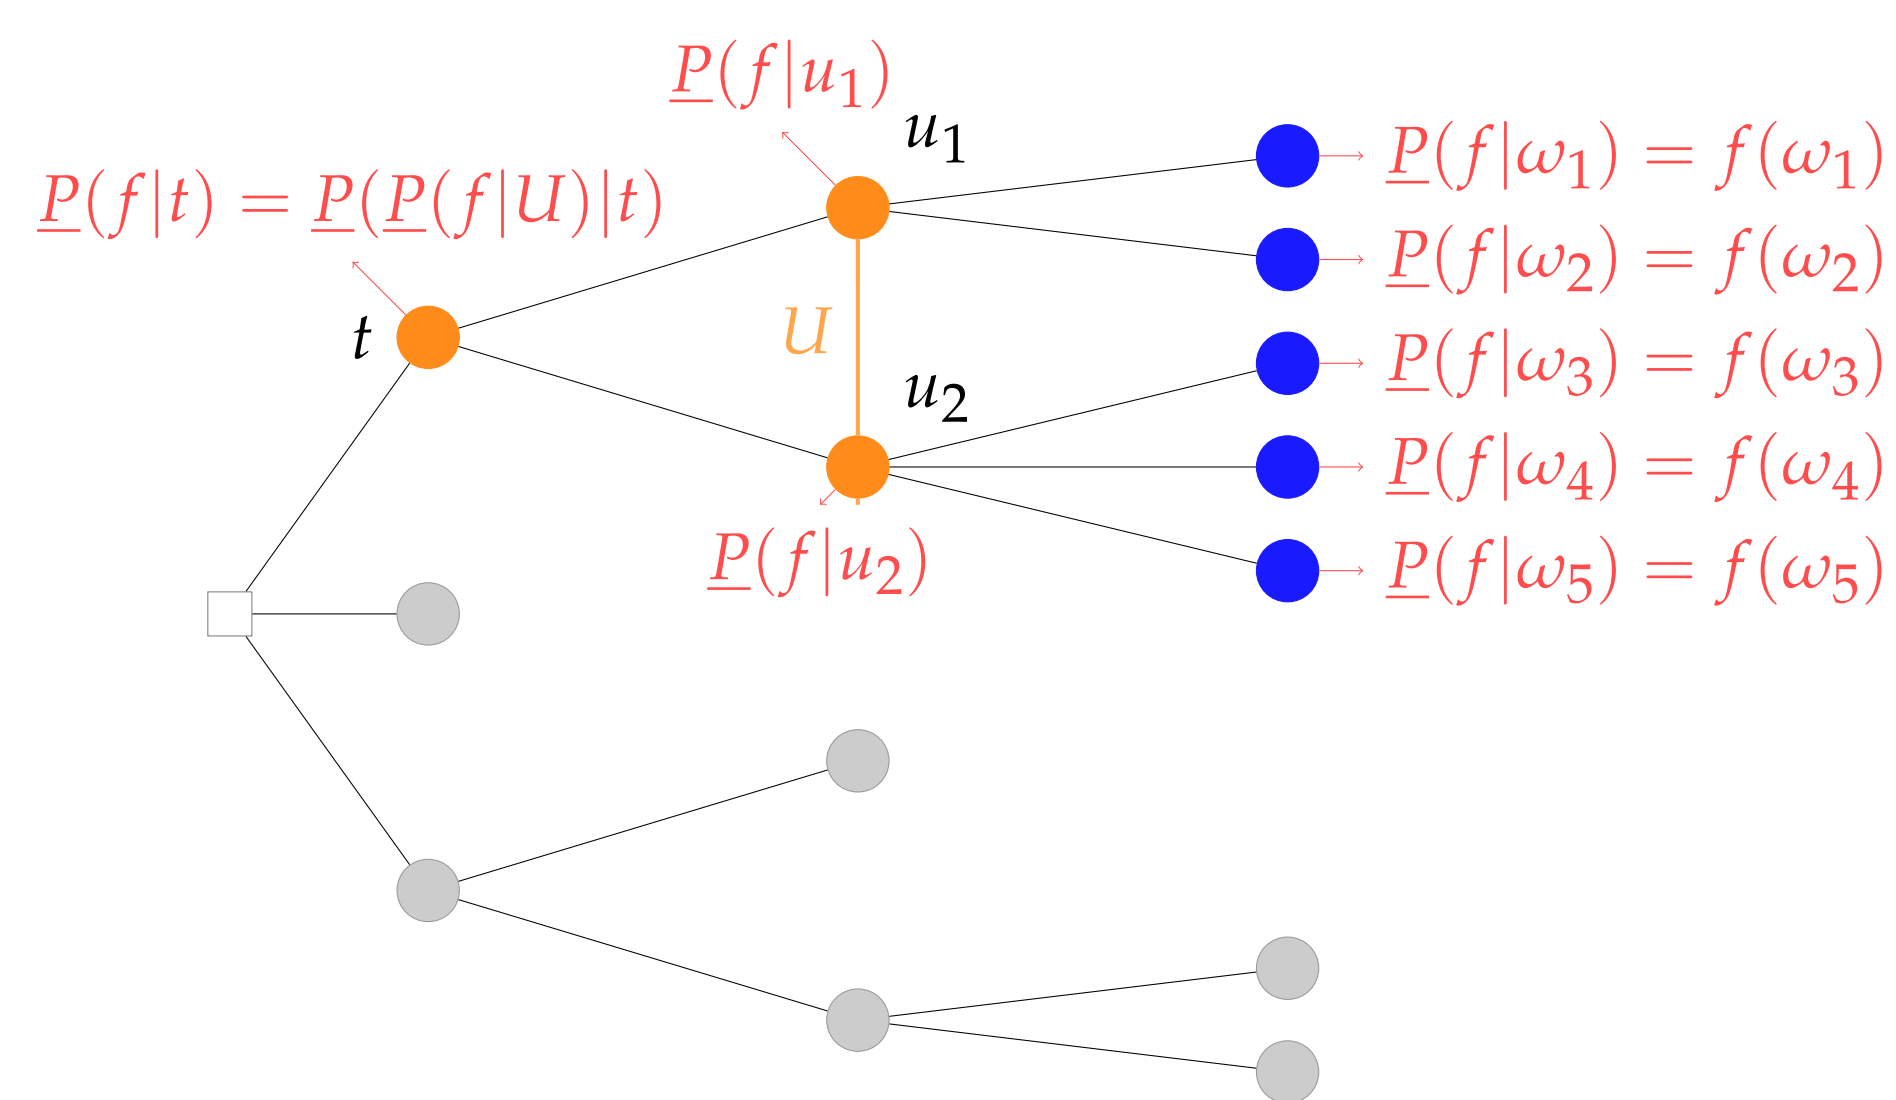 P̲(f|u₁)
u₁
P̲(f|ω₁) = f(ω₁)
P̲(f|t) = P̲(P̲(f|U)|t)
P̲(f|ω₂) = f(ω₂)
t
U
P̲(f|ω₃) = f(ω₃)
u₂
P̲(f|ω₄) = f(ω₄)
P̲(f|u₂)
P̲(f|ω₅) = f(ω₅)